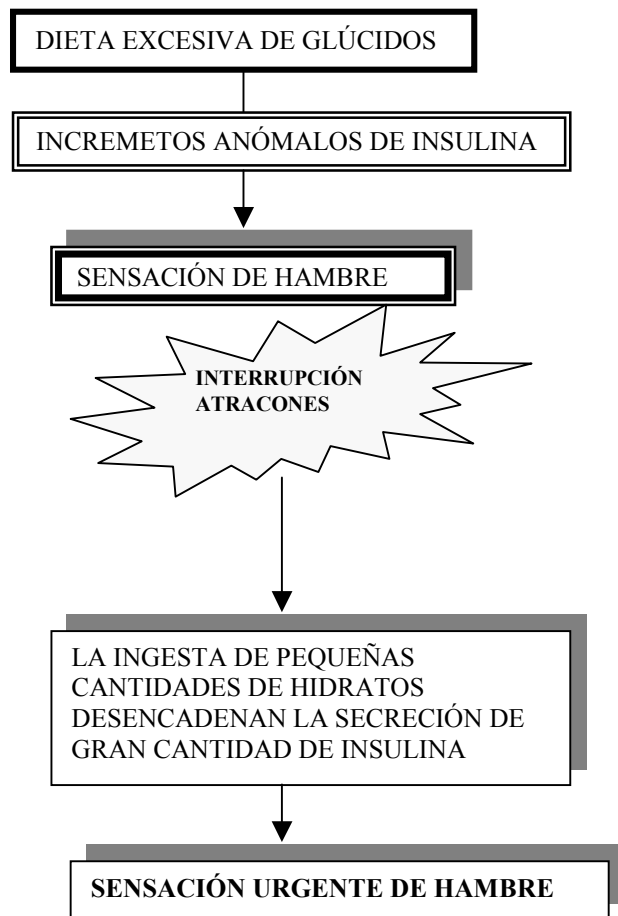 DIETA EXCESIVA DE GLÚCIDOS
INCREMETOS ANÓMALOS DE INSULINA
SENSACIÓN DE HAMBRE
INTERRUPCIÓN
ATRACONES
LA INGESTA DE PEQUEÑAS
CANTIDADES DE HIDRATOS
DESENCADENAN LA SECRECIÓN DE
GRAN CANTIDAD DE INSULINA
SENSACIÓN URGENTE DE HAMBRE